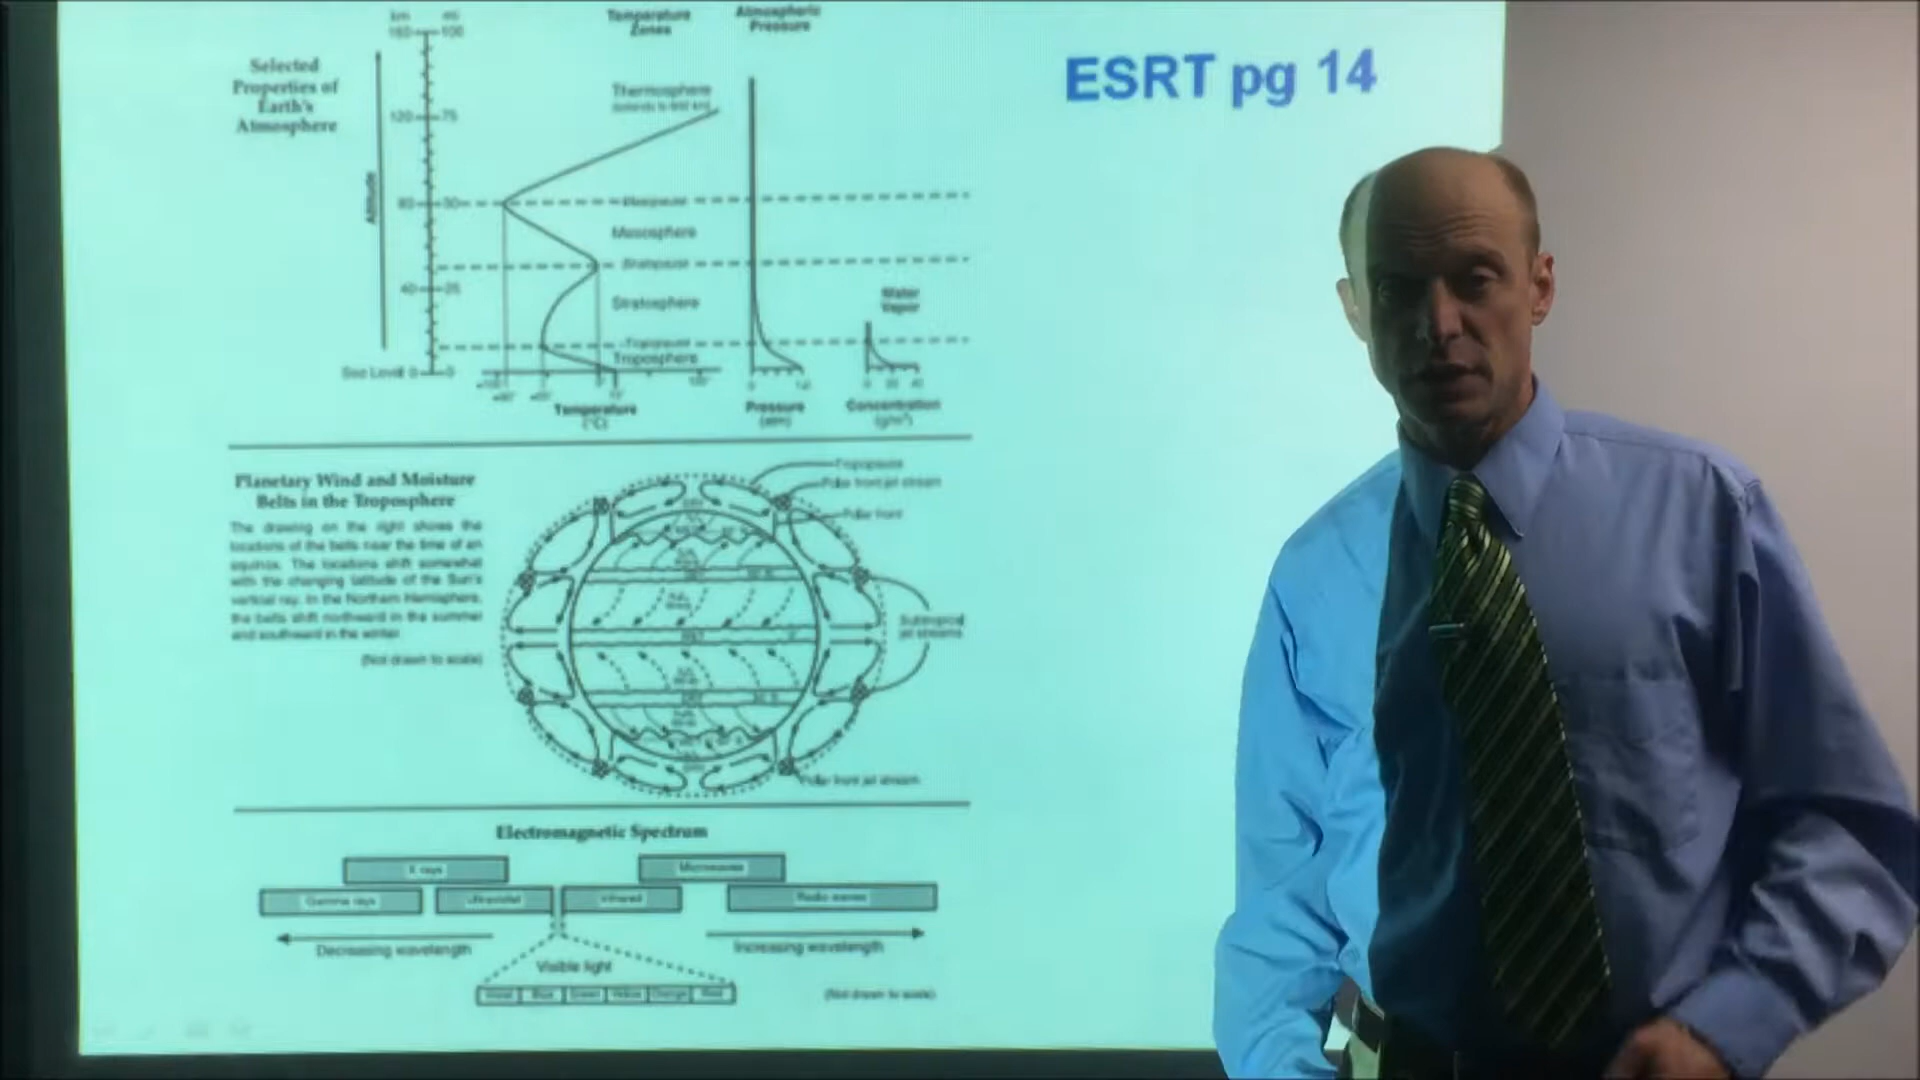 km mi
Temperature
Zones
Atmospheric
Pressure
160 100
ESRT pg 14
Selected
Properties of
Earth's
Atmosphere
Thermosphere
120 75
Altitude
80 50 Mesopause
Mesosphere
Stratopause
40 25
Water
Vapor
Stratosphere
Tropopause
Troposphere
Sea Level 0 0
100°
Temperature
(°C)
Pressure
(atm)
Concentration
(g/m³)
Planetary Wind and Moisture
Belts in the Troposphere
The drawing on the right shows the
locations of the belts near the time of an
equinox. The locations shift somewhat
with the changing latitude of the Sun's
vertical ray. In the Northern Hemisphere,
the belts shift northward in the summer
and southward in the winter.
(Not drawn to scale)
Tropopause
Polar front jet stream
Polar front
Subtropical
jet streams
Polar front jet stream
Electromagnetic Spectrum
X rays
Microwaves
Gamma rays
Ultraviolet
Infrared
Radio waves
Decreasing wavelength
Increasing wavelength
Visible light
Violet Blue Green Yellow Orange Red
(Not drawn to scale)